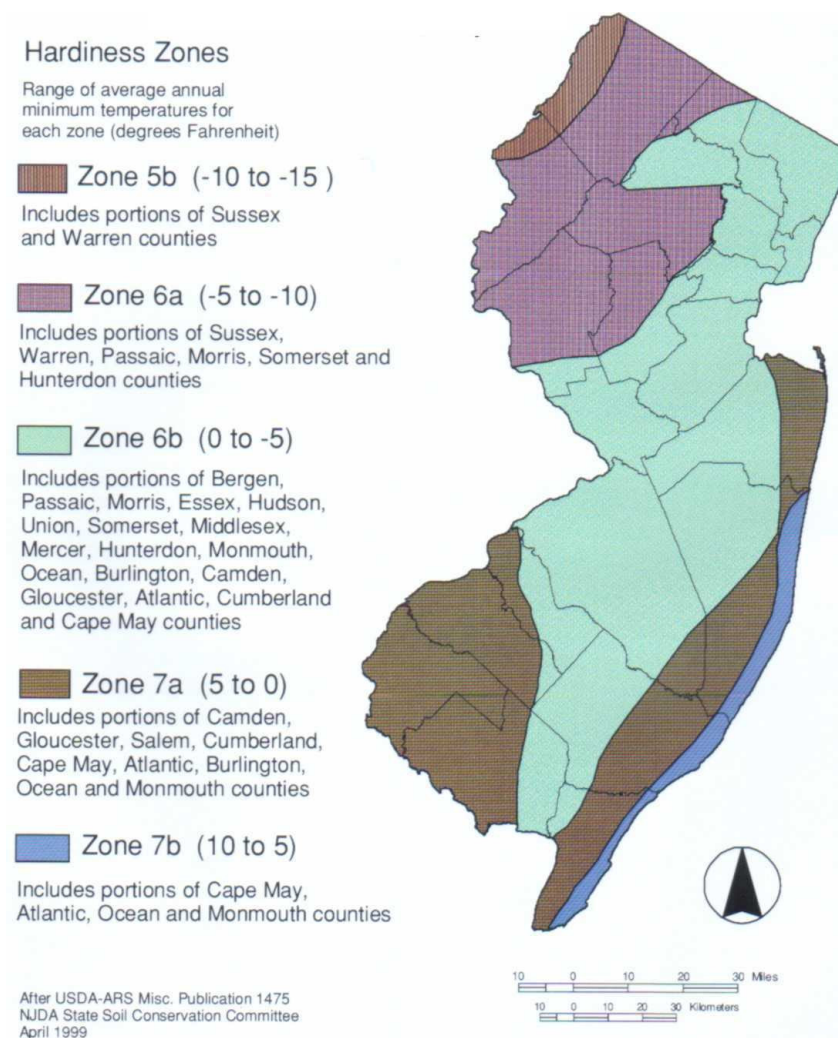 Hardiness Zones
Range of average annual
minimum temperatures for
each zone (degrees Fahrenheit)
Zone 5b (-10 to -15 )
Includes portions of Sussex
and Warren counties
Zone 6a (-5 to -10)
Includes portions of Sussex,
Warren, Passaic, Morris, Somerset and
Hunterdon counties
Zone 6b (0 to -5)
Includes portions of Bergen,
Passaic, Morris, Essex, Hudson,
Union, Somerset, Middlesex,
Mercer, Hunterdon, Monmouth,
Ocean, Burlington, Camden,
Gloucester, Atlantic, Cumberland
and Cape May counties
Zone 7a (5 to 0)
Includes portions of Camden,
Gloucester, Salem, Cumberland,
Cape May, Atlantic, Burlington,
Ocean and Monmouth counties
Zone 7b (10 to 5)
Includes portions of Cape May,
Atlantic, Ocean and Monmouth counties
10 0 10 20 30 Miles
10 0 10 20 30 Kilometers
After USDA-ARS Misc. Publication 1475
NJDA State Soil Conservation Committee
April 1999